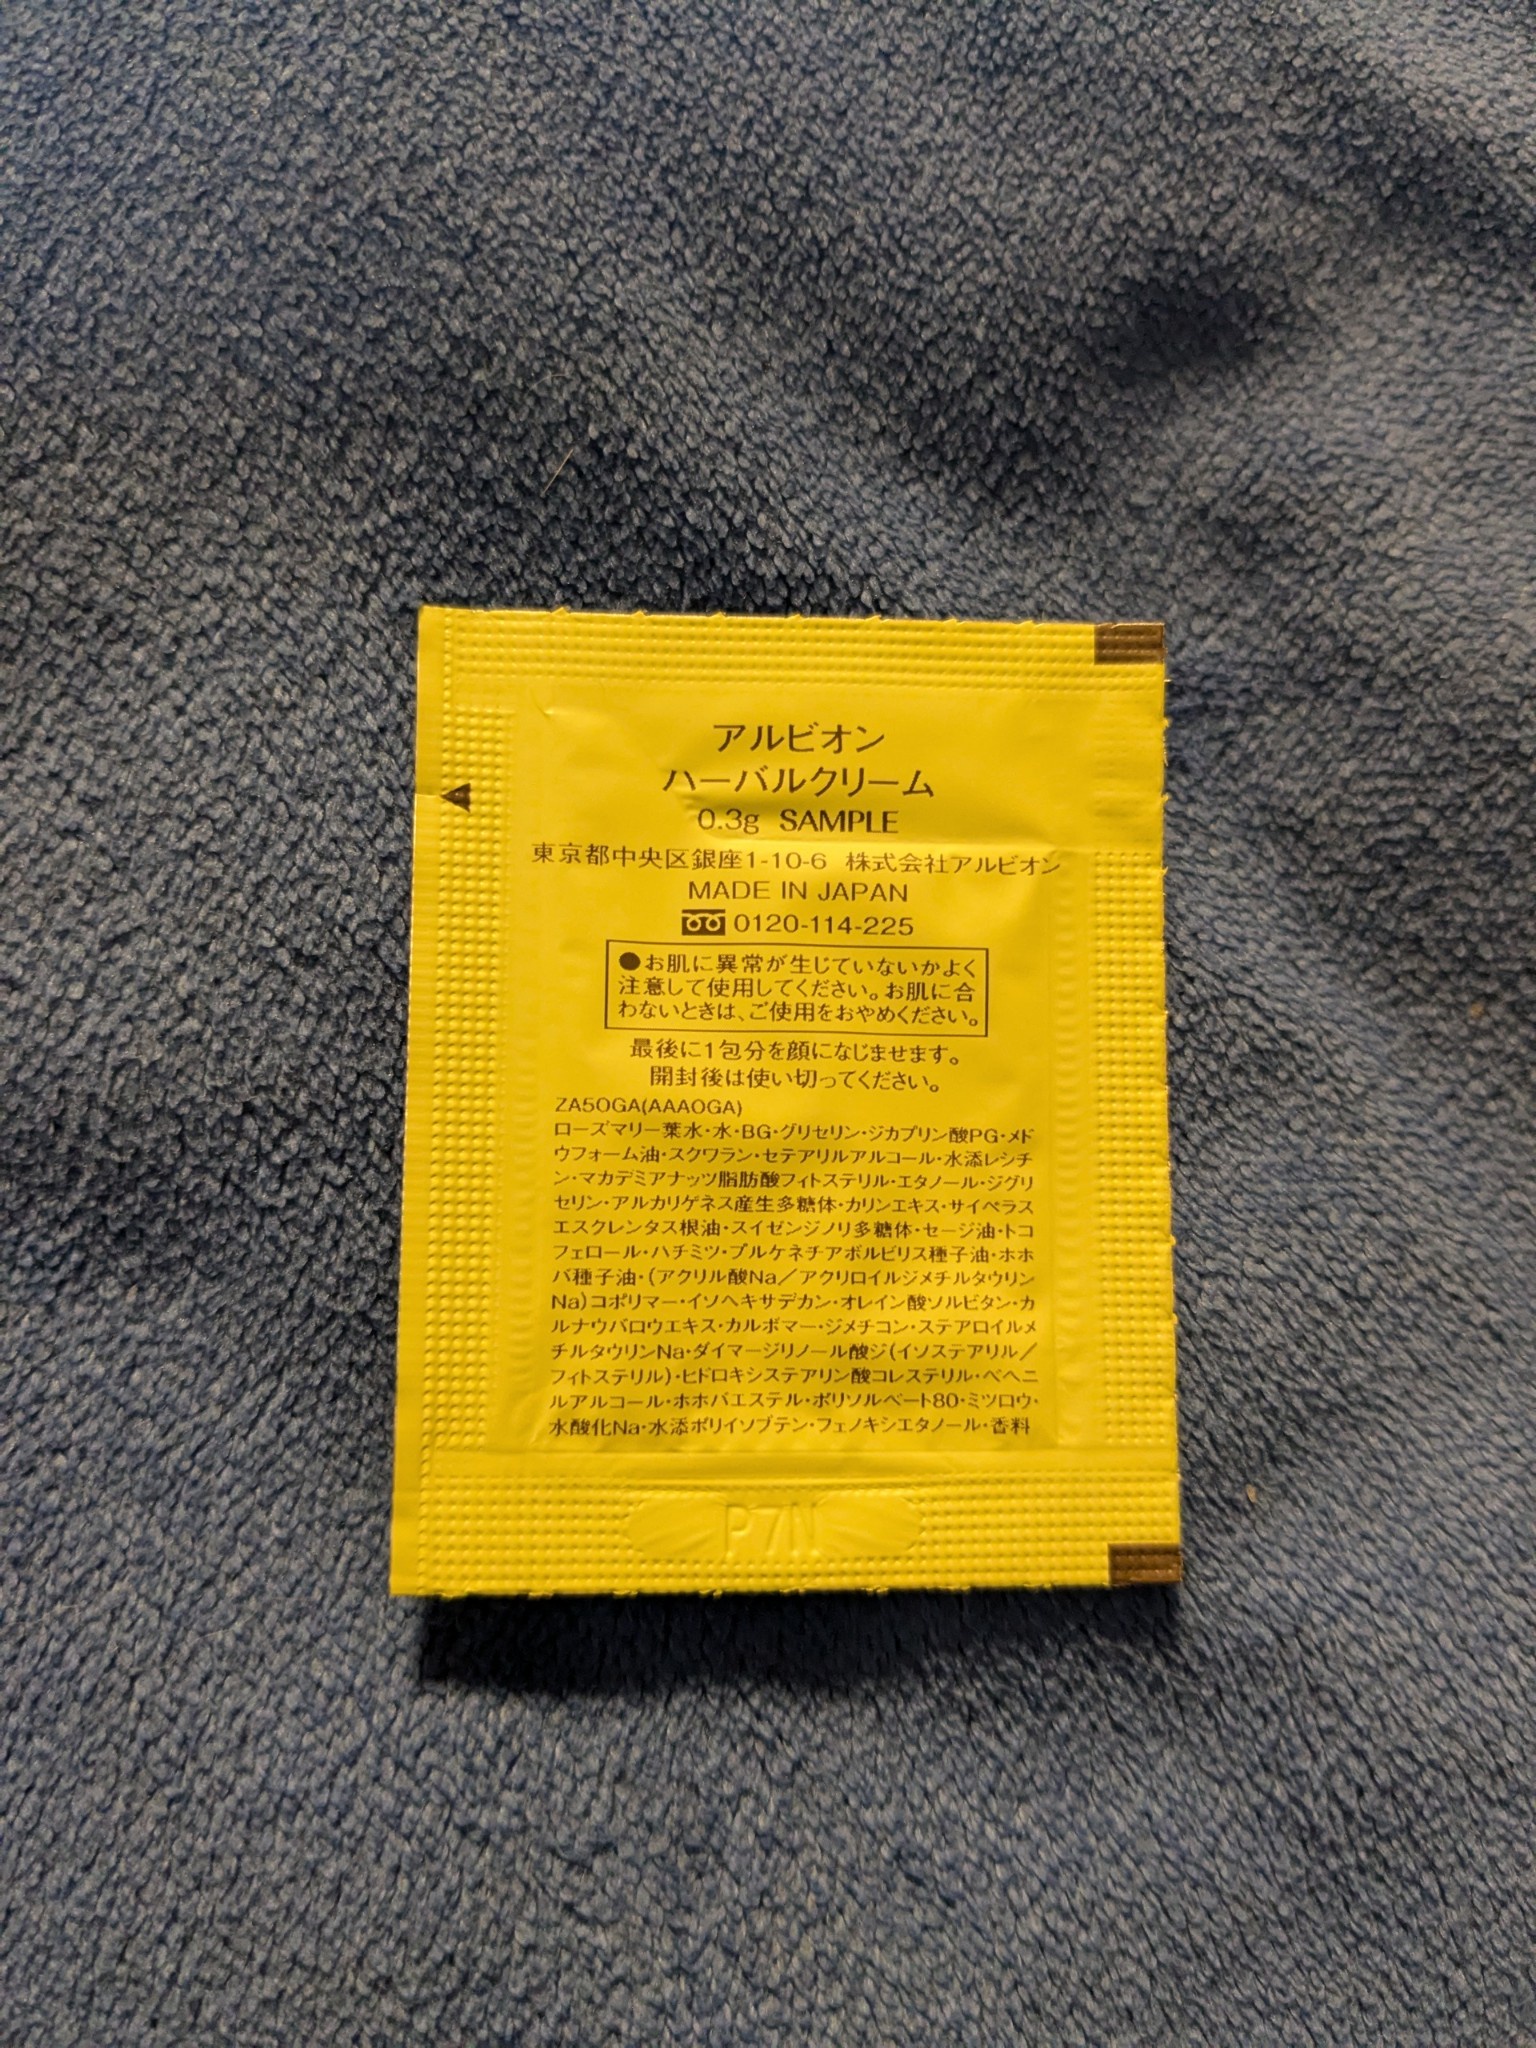 アルビオン
ハーバルクリーム
0.3g SAMPLE
東京都中央区銀座1-10-6 株式会社アルビオン
MADE IN JAPAN
0120-114-225
●お肌に異常が生じていないかよく
注意して使用してください。お肌に合
わないときは、ご使用をおやめください。
最後に1包分を顔になじませます。
開封後は使い切ってください。
ZA5OGA(AAAOGA)
ローズマリー葉水・水・BG・グリセリン・ジカプリン酸PG・メド
ウフォーム油・スクワラン・セテアリルアルコール・水添レシチ
ン・マカデミアナッツ脂肪酸フィトステリル・エタノール・ジグリ
セリン・アルカリゲネス産生多糖体・カリンエキス・サイペラス
エスクレンタス根油・スイゼンジノリ多糖体・セージ油・トコ
フェロール・ハチミツ・プルケネチアボルビリス種子油・ホホ
バ種子油・(アクリル酸Na／アクリロイルジメチルタウリン
Na)コポリマー・イソヘキサデカン・オレイン酸ソルビタン・カ
ルナウバロウエキス・カルボマー・ジメチコン・ステアロイルメ
チルタウリンNa・ダイマージリノール酸ジ(イソステアリル／
フィトステリル)・ヒドロキシステアリン酸コレステリル・ベヘニ
ルアルコール・ホホバエステル・ポリソルベート80・ミツロウ・
水酸化Na・水添ポリイソブテン・フェノキシエタノール・香料
P7N